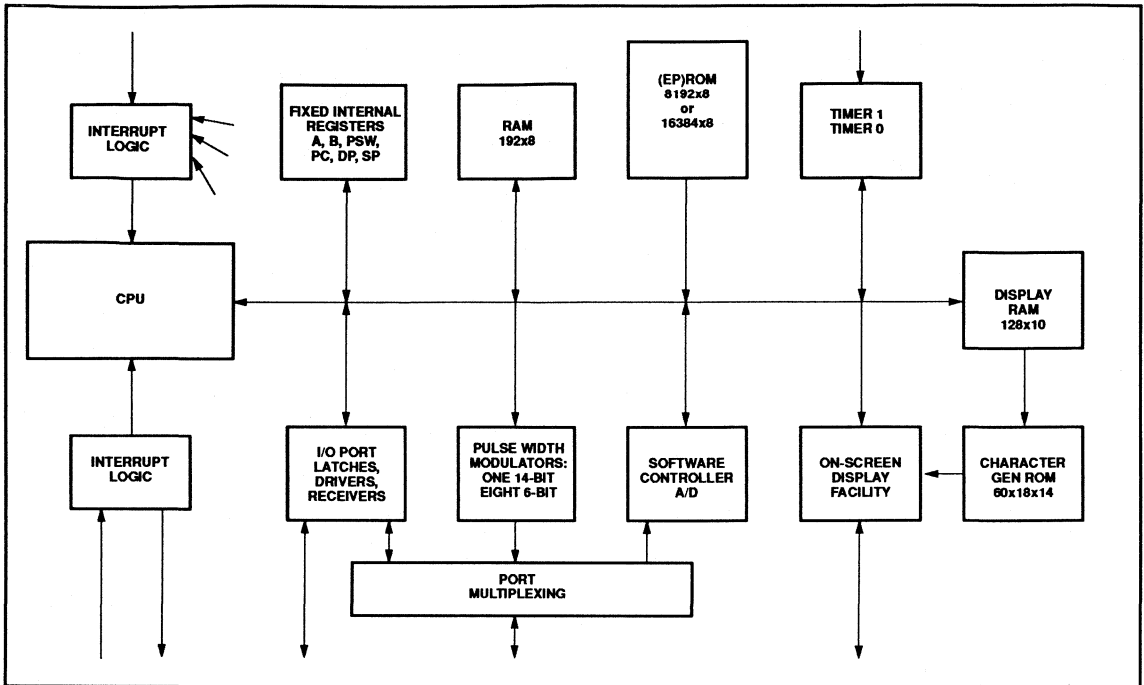 INTERRUPT
LOGIC
FIXED INTERNAL
REGISTERS
A, B, PSW,
PC, DP, SP
RAM
192x8
(EP)ROM
8192x8
or
16384x8
TIMER 1
TIMER 0
CPU
DISPLAY
RAM
128x10
INTERRUPT
LOGIC
I/O PORT
LATCHES,
DRIVERS,
RECEIVERS
PULSE WIDTH
MODULATORS:
ONE 14-BIT
EIGHT 6-BIT
SOFTWARE
CONTROLLER
A/D
ON-SCREEN
DISPLAY
FACILITY
CHARACTER
GEN ROM
60x18x14
PORT
MULTIPLEXING